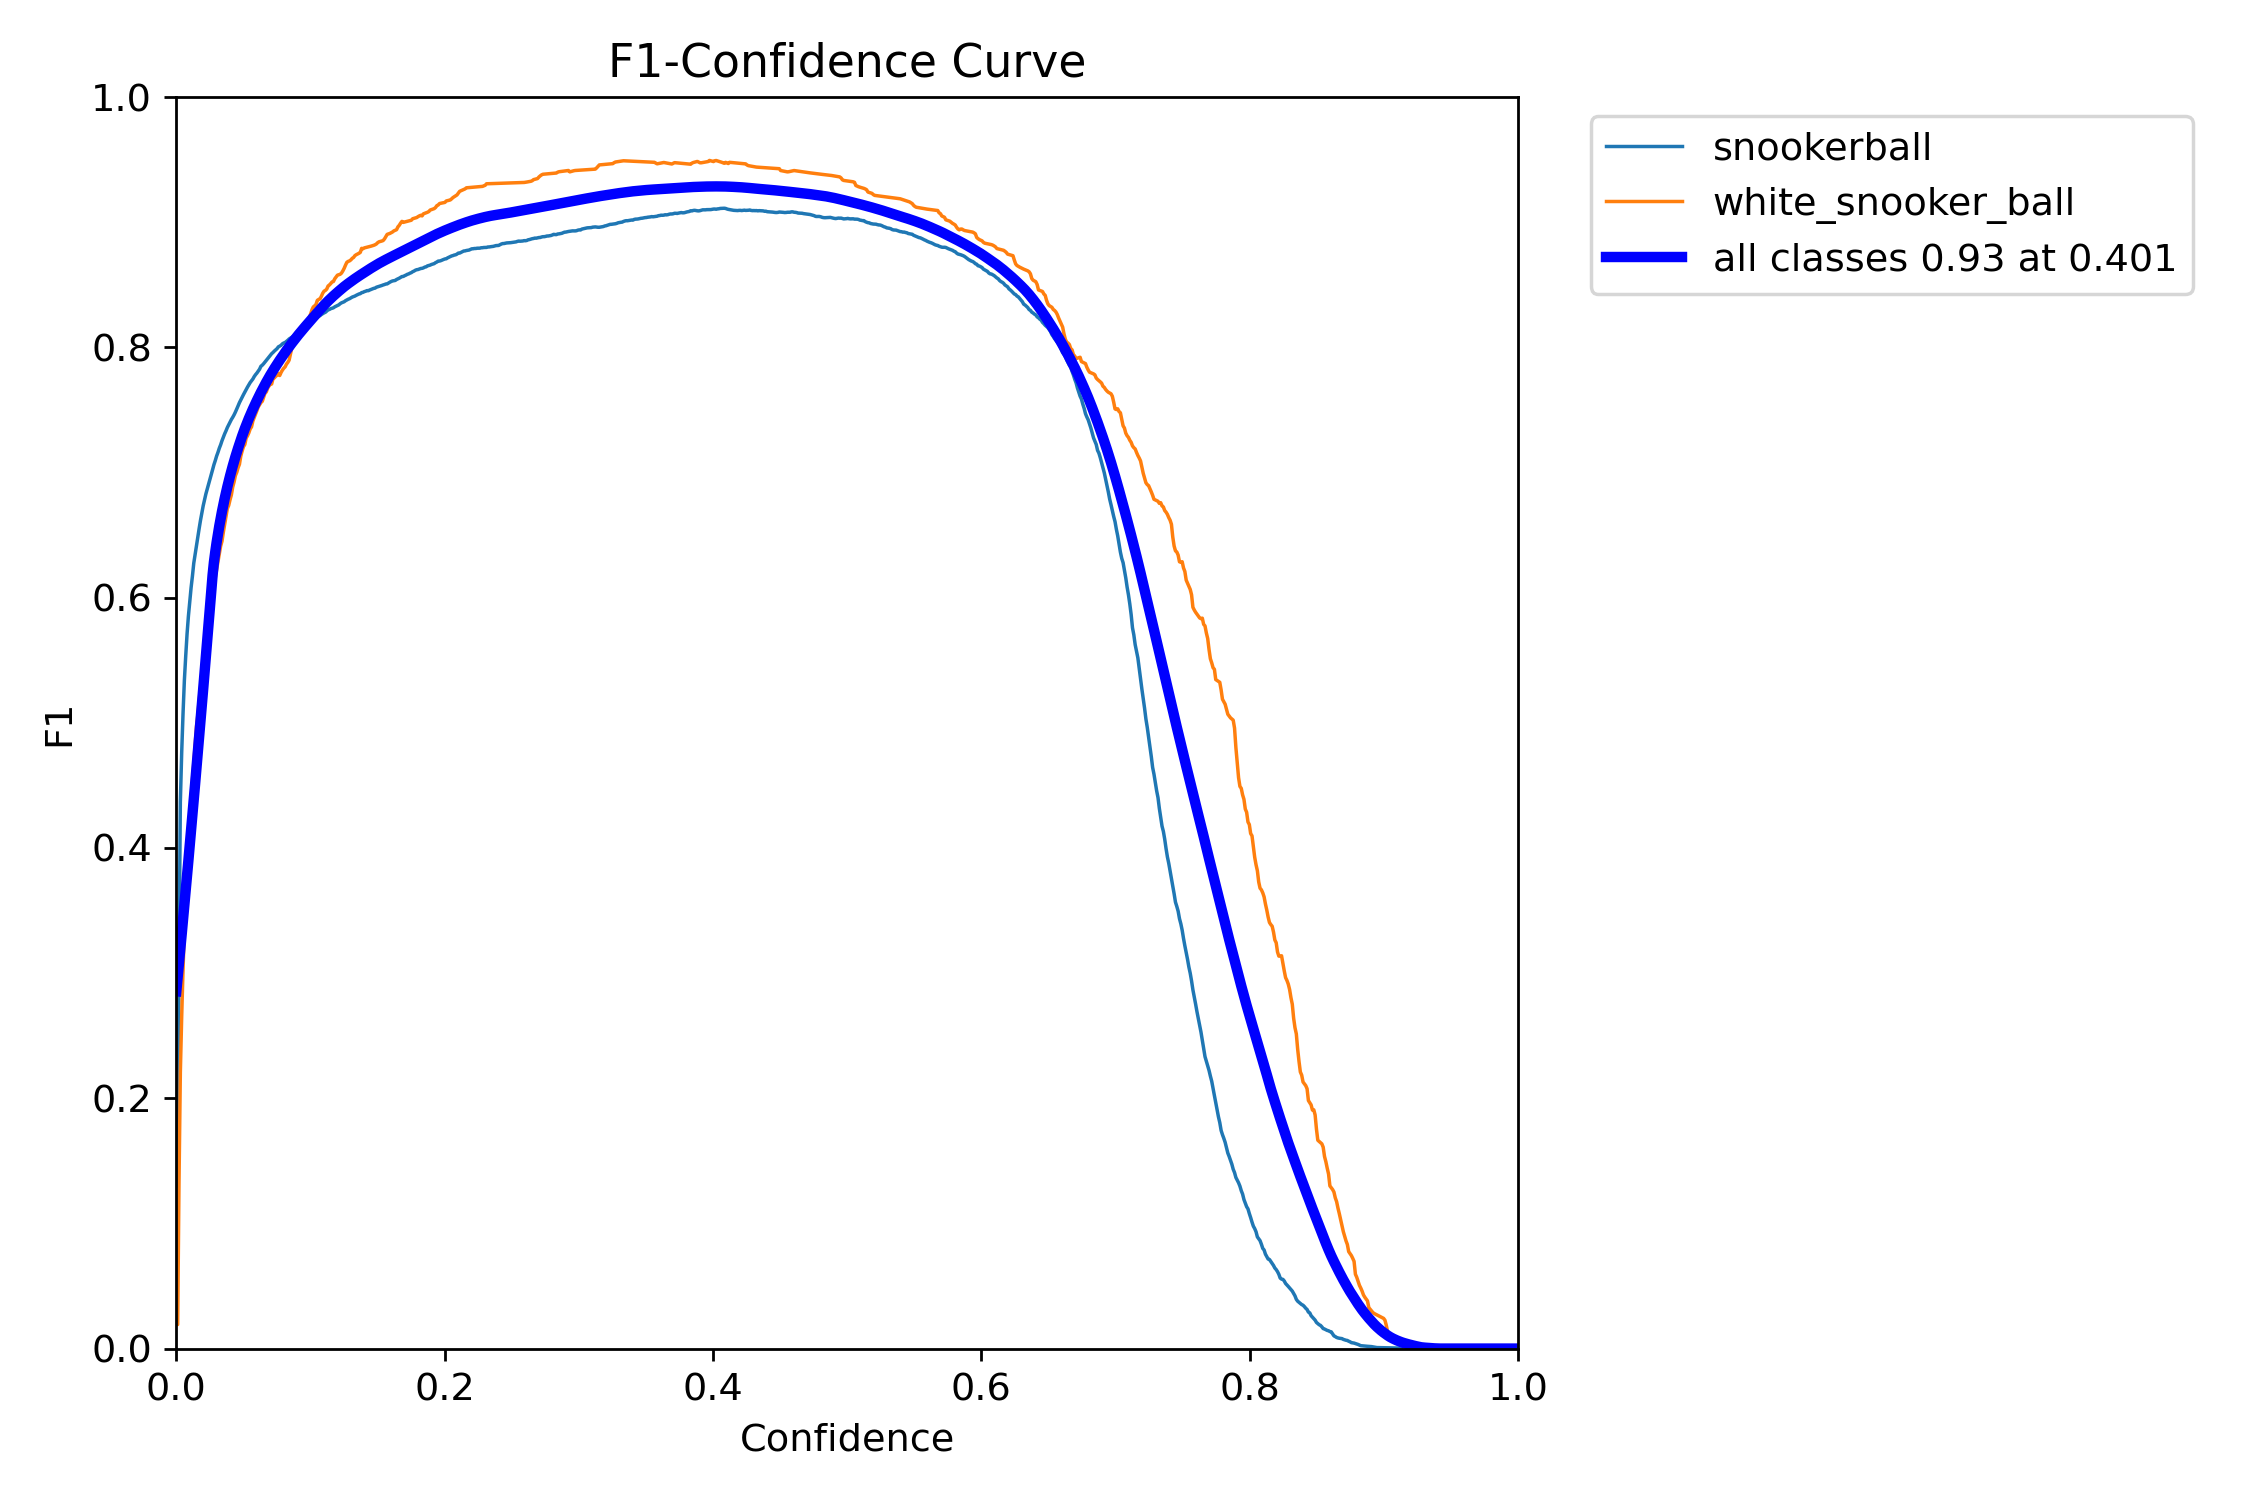 F1-Confidence Curve
1.0
0.8
0.6
0.4
0.2
0.0
F1
0.0 0.2 0.4 0.6 0.8 1.0
Confidence
snookerball
white_snooker_ball
all classes 0.93 at 0.401